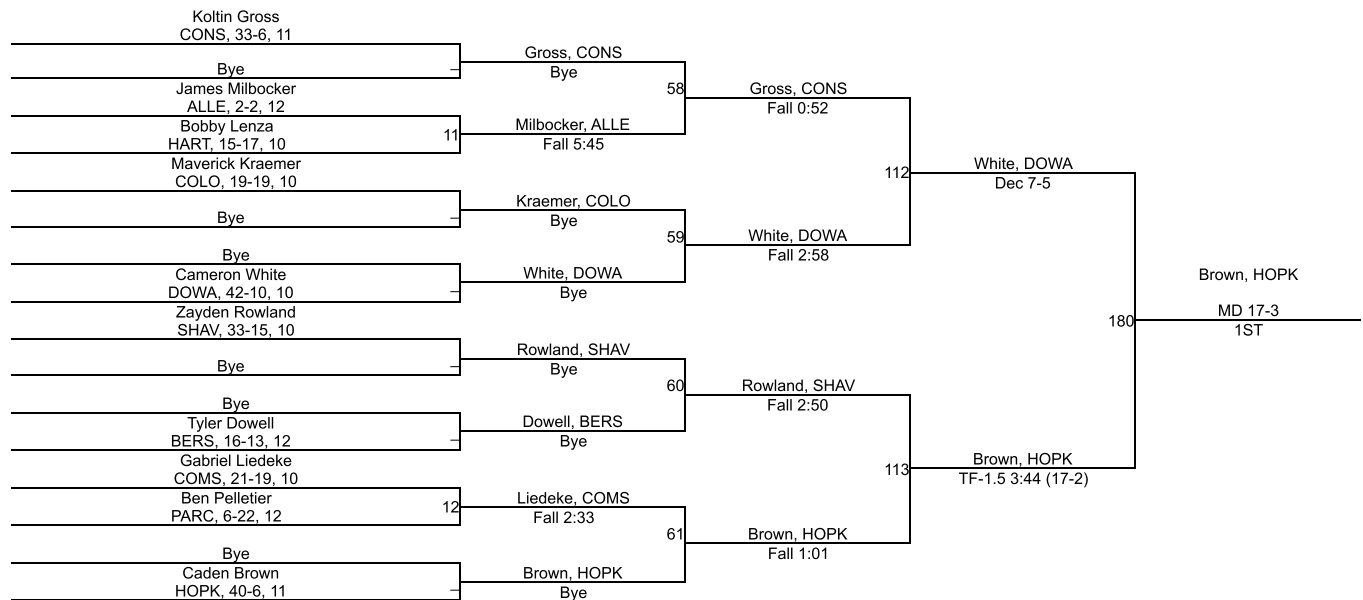 Koltin Gross
CONS, 33-6, 11
Bye
–
James Milbocker
ALLE, 2-2, 12
Bobby Lenza
HART, 15-17, 10
11
Maverick Kraemer
COLO, 19-19, 10
Bye
–
Bye
Cameron White
DOWA, 42-10, 10
–
Zayden Rowland
SHAV, 33-15, 10
Bye
–
Bye
Tyler Dowell
BERS, 16-13, 12
–
Gabriel Liedeke
COMS, 21-19, 10
Ben Pelletier
PARC, 6-22, 12
12
Bye
Caden Brown
HOPK, 40-6, 11
–
Gross, CONS
Bye
58
Milbocker, ALLE
Fall 5:45
Kraemer, COLO
Bye
59
White, DOWA
Bye
Rowland, SHAV
Bye
60
Dowell, BERS
Bye
Liedeke, COMS
Fall 2:33
61
Brown, HOPK
Bye
Gross, CONS
Fall 0:52
112
White, DOWA
Fall 2:58
Rowland, SHAV
Fall 2:50
113
Brown, HOPK
Fall 1:01
White, DOWA
Dec 7-5
180
Brown, HOPK
TF-1.5 3:44 (17-2)
Brown, HOPK
MD 17-3
1ST